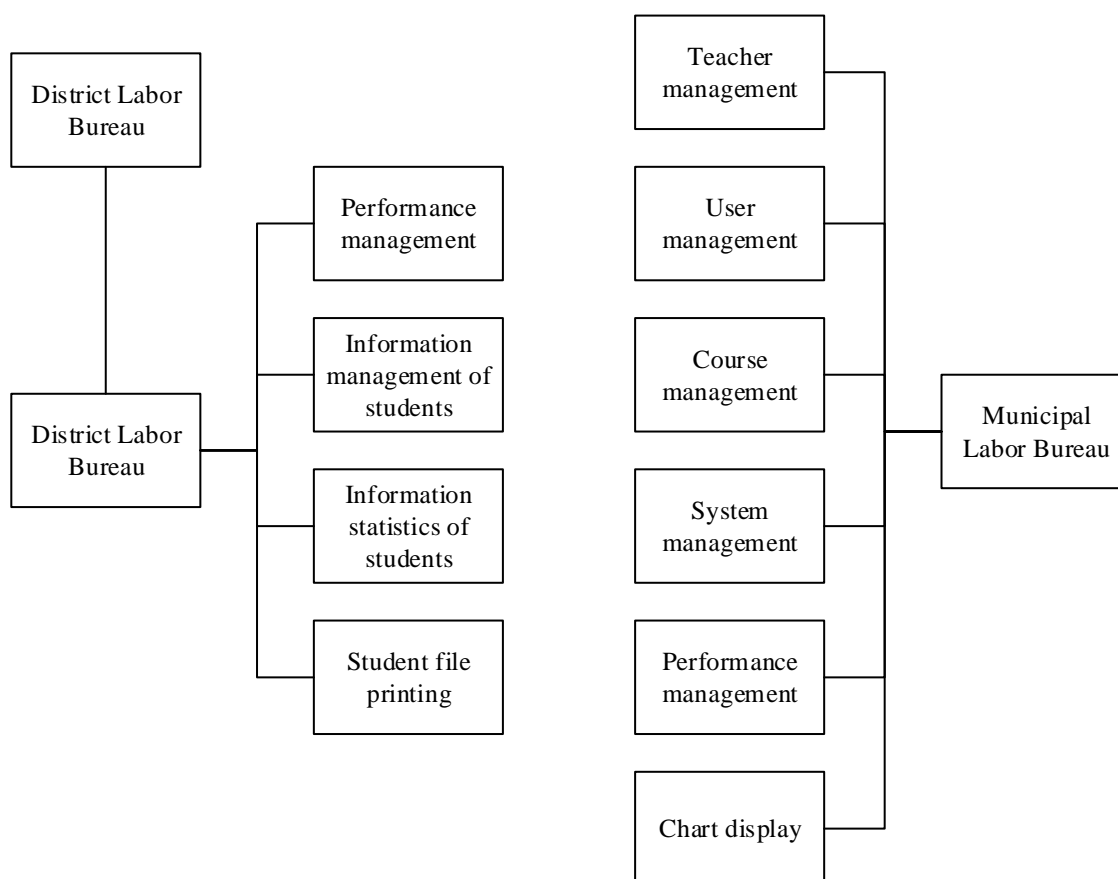 District Labor
Bureau
District Labor
Bureau
Performance
management
Information
management of
students
Information
statistics of
students
Student file
printing
Teacher
management
User
management
Course
management
System
management
Performance
management
Chart display
Municipal
Labor Bureau